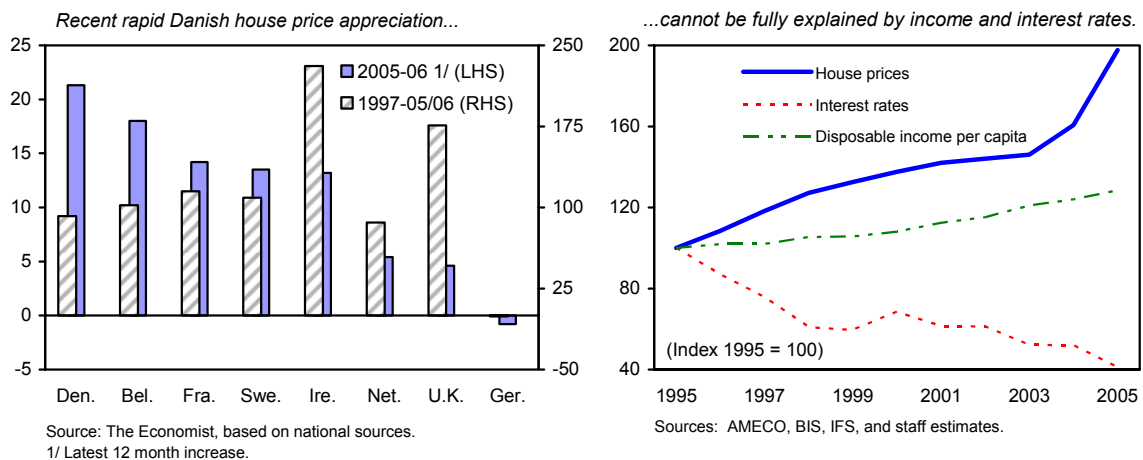 Recent rapid Danish house price appreciation...
25
20
15
10
5
0
-5
250
175
100
25
-50
2005-06 1/ (LHS)
1997-05/06 (RHS)
Den. Bel. Fra. Swe. Ire. Net. U.K. Ger.
Source: The Economist, based on national sources.
1/ Latest 12 month increase.
...cannot be fully explained by income and interest rates.
200
160
120
80
40
House prices
Interest rates
Disposable income per capita
(Index 1995 = 100)
1995 1997 1999 2001 2003 2005
Sources: AMECO, BIS, IFS, and staff estimates.